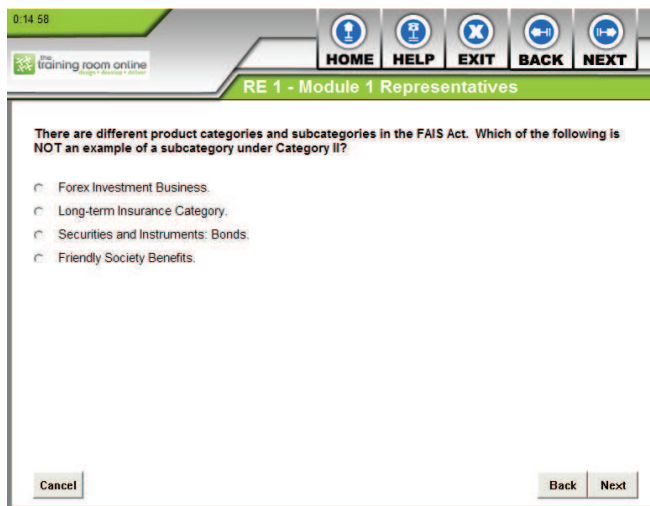 0:14 58
HOME HELP EXIT BACK NEXT
the
training room online
design • develop • deliver
RE 1 - Module 1 Representatives
There are different product categories and subcategories in the FAIS Act. Which of the following is
NOT an example of a subcategory under Category II?
Forex Investment Business.
Long-term Insurance Category.
Securities and Instruments: Bonds.
Friendly Society Benefits.
Cancel
Back Next